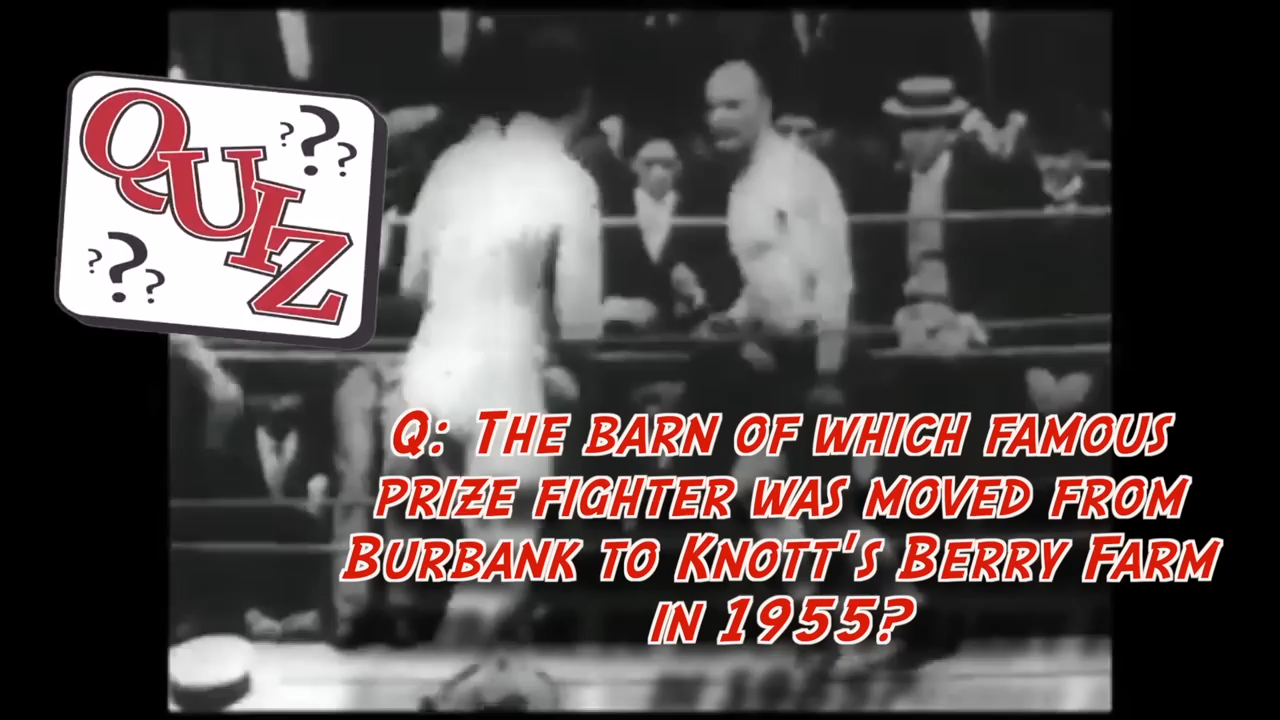 QUIZ
???
???
Q: The barn of which famous
prize fighter was moved from
Burbank to Knott's Berry Farm
in 1955?